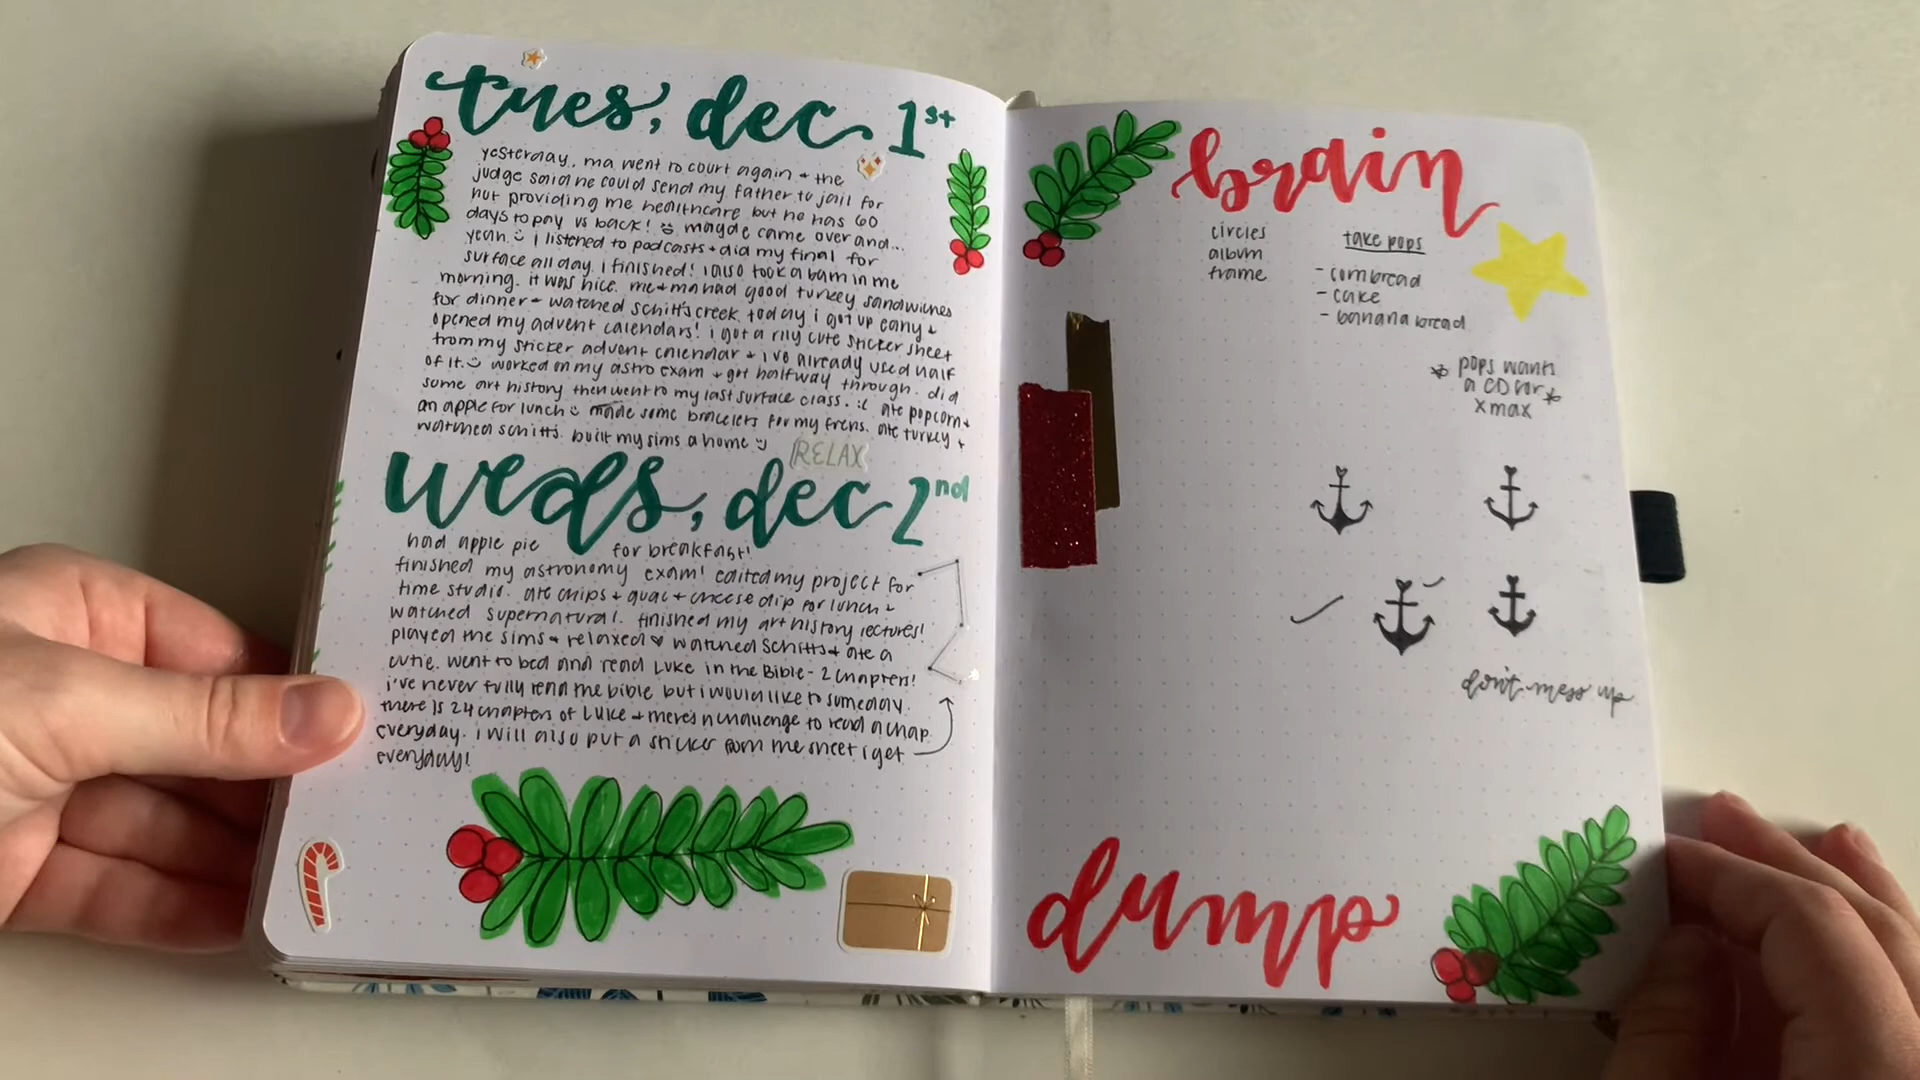 tues, dec 1st
yesterday, ma went to court again + the
judge said he could send my father to jail for
not providing me healthcare but he has 60
days to pay us back! maybe came over and...
yeah i listened to podcasts + did my final for
surface all day. i finished! i also took a bath in the
morning. it was nice. me + ma had good turkey sandwiches
for dinner + watched schitt's creek. today i got up early +
opened my advent calendars! i got a rlly cute sticker sheet
from my sticker advent calendar + i've already used half
of it. worked on my astro exam + got halfway through. did
some art history then went to my last surface class. :( ate popcorn +
an apple for lunch made some bracelets for my frens. ate turkey +
watched schitts. built my sims a home
RELAX
weds, dec 2nd
had apple pie for breakfast!
finished my astronomy exam! edited my project for
time studio. ate chips + guac + cheese dip for lunch +
watched supernatural. finished my art history lectures!
played the sims + relaxed ♥ watched schitts + ate a
cutie. went to bed and read Luke in the Bible - 2 chapters!
i've never fully read the bible but i would like to someday.
there is 24 chapters of Luke + theres a challenge to read a chap.
everyday. i will also put a sticker from the sheet i get
everyday!
brain
circles
album
frame
take pops
- cornbread
- cake
- banana bread
* pops wants
a CD for *
xmax
don't mess up
dump